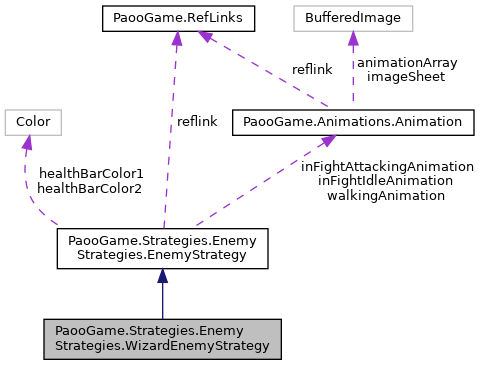 PaooGame.RefLinks
BufferedImage
animationArray
imageSheet
reflink
Color
reflink
PaooGame.Animations.Animation
healthBarColor1
healthBarColor2
inFightAttackingAnimation
inFightIdleAnimation
walkingAnimation
PaooGame.Strategies.Enemy
Strategies.EnemyStrategy
PaooGame.Strategies.Enemy
Strategies.WizardEnemyStrategy